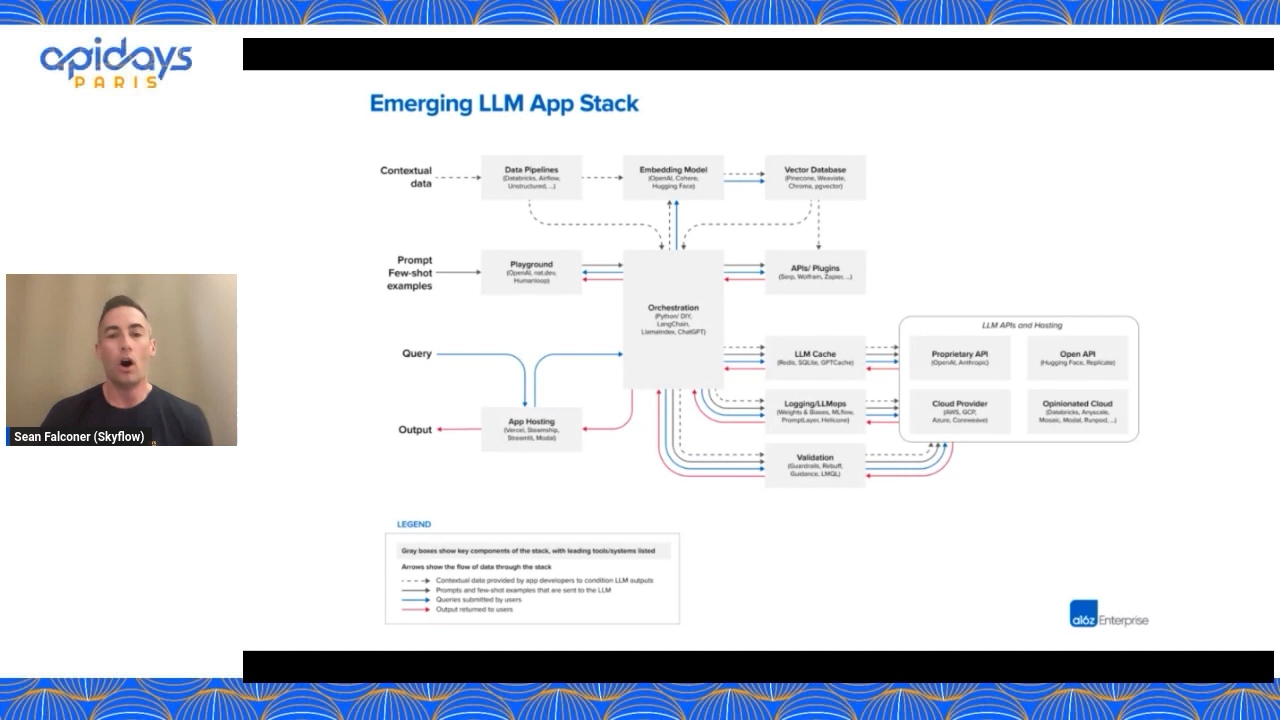 apidays
PARIS
Emerging LLM App Stack
Contextual
data
Data Pipelines
(Databricks, Airflow,
Unstructured, ...)
Embedding Model
(OpenAI, Cohere,
Hugging Face)
Vector Database
(Pinecone, Weaviate,
Chroma, pgvector)
Prompt
Few-shot
examples
Playground
(OpenAI, nat.dev,
Humanloop)
Orchestration
(Python/ DIY,
LangChain,
LlamaIndex, ChatGPT)
APIs/ Plugins
(Serp, Wolfram, Zapier, ...)
Query
LLM Cache
(Redis, SQLite, GPTCache)
Logging/LLMops
(Weights & Biases, MLflow,
PromptLayer, Helicone)
Validation
(Guardrails, Rebuff,
Guidance, LMQL)
LLM APIs and Hosting
Proprietary API
(OpenAI, Anthropic)
Open API
(Hugging Face, Replicate)
Cloud Provider
(AWS, GCP,
Azure, Coreweave)
Opinionated Cloud
(Databricks, Anyscale,
Mosaic, Modal, Runpod, ...)
Output
App Hosting
(Vercel, Steamship,
Streamlit, Modal)
Sean Falconer (Skyflow)
LEGEND
Gray boxes show key components of the stack, with leading tools/systems listed
Arrows show the flow of data through the stack
Contextual data provided by app developers to condition LLM outputs
Prompts and few-shot examples that are sent to the LLM
Queries submitted by users
Output returned to users
a16z Enterprise